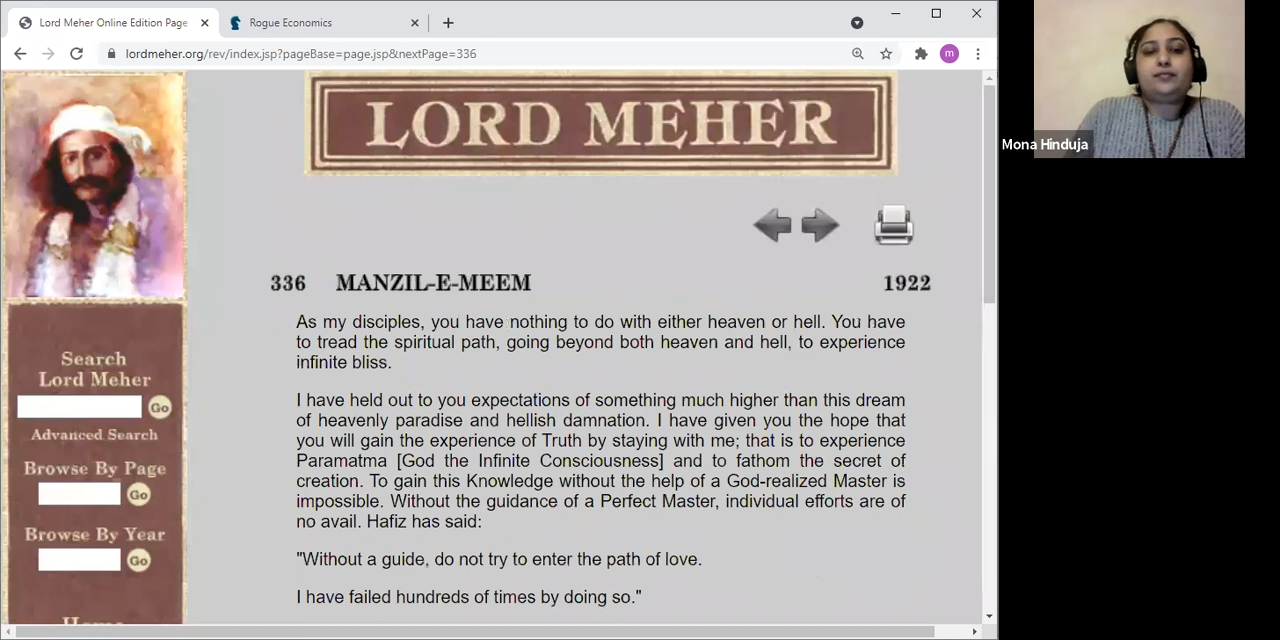 Lord Meher Online Edition Page
Rogue Economics
lordmeher.org/rev/index.jsp?pageBase=page.jsp&nextPage=336
m
LORD MEHER
336 MANZIL-E-MEEM 1922
As my disciples, you have nothing to do with either heaven or hell. You have
to tread the spiritual path, going beyond both heaven and hell, to experience
infinite bliss.
I have held out to you expectations of something much higher than this dream
of heavenly paradise and hellish damnation. I have given you the hope that
you will gain the experience of Truth by staying with me; that is to experience
Paramatma [God the Infinite Consciousness] and to fathom the secret of
creation. To gain this Knowledge without the help of a God-realized Master is
impossible. Without the guidance of a Perfect Master, individual efforts are of
no avail. Hafiz has said:
"Without a guide, do not try to enter the path of love.
I have failed hundreds of times by doing so."
Search
Lord Meher
Go
Advanced Search
Browse By Page
Go
Browse By Year
Go
Home
Mona Hinduja